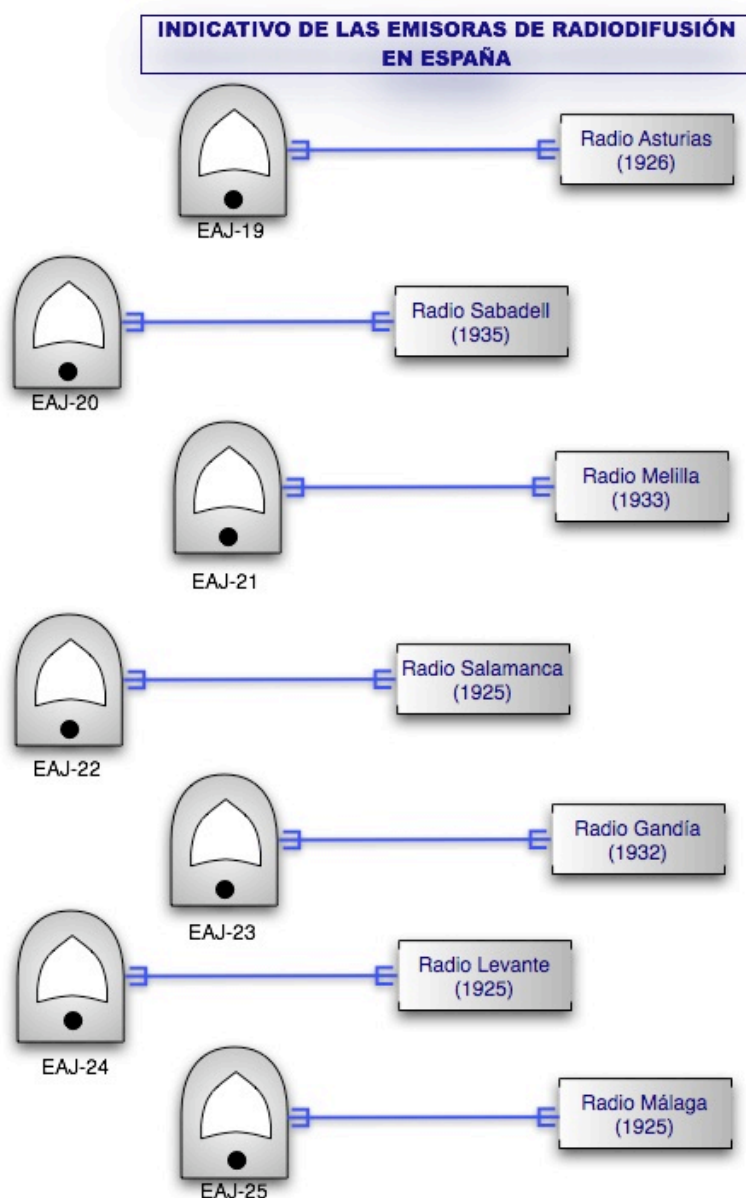 INDICATIVO DE LAS EMISORAS DE RADIODIFUSIÓN
EN ESPAÑA
Radio Asturias
(1926)
EAJ-19
Radio Sabadell
(1935)
EAJ-20
Radio Melilla
(1933)
EAJ-21
Radio Salamanca
(1925)
EAJ-22
Radio Gandía
(1932)
EAJ-23
Radio Levante
(1925)
EAJ-24
Radio Málaga
(1925)
EAJ-25